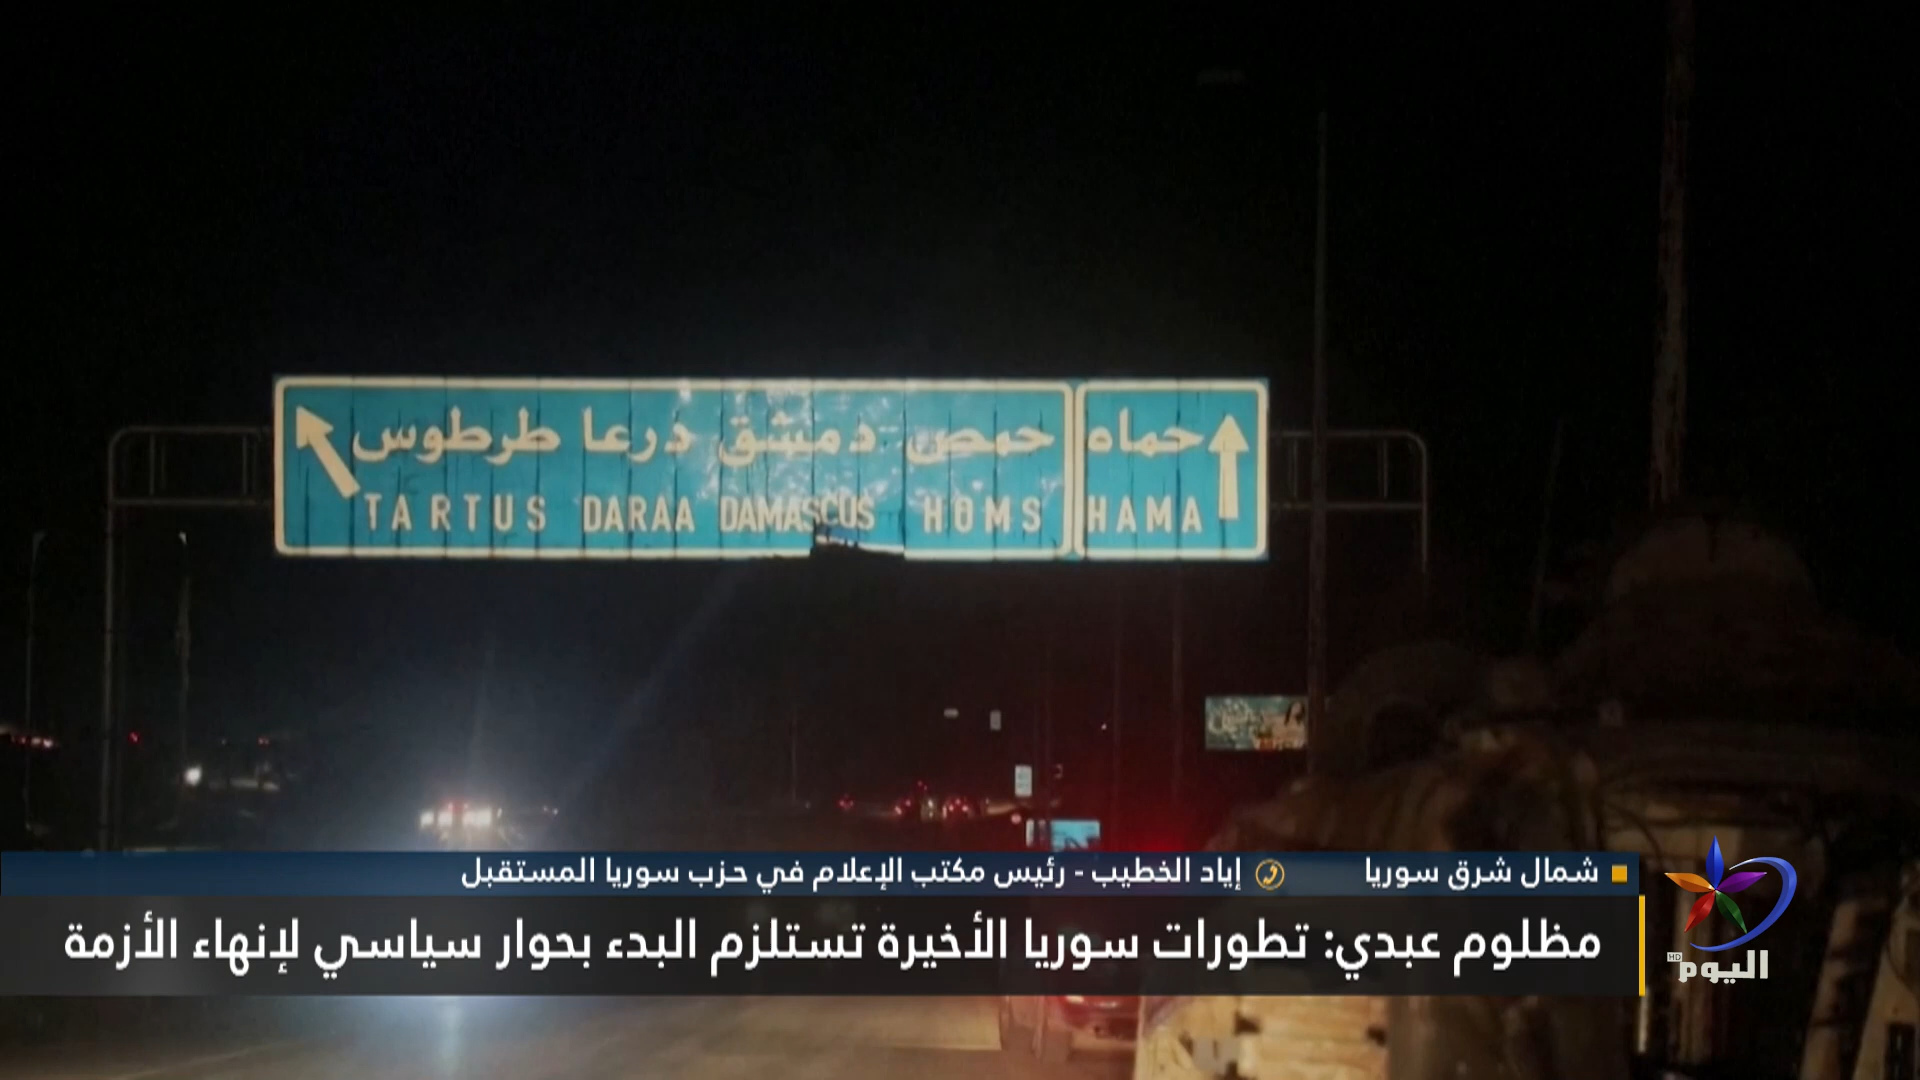 حماه حمص دمشق درعا طرطوس
TARTUS DARAA DAMASCUS HOMS HAMA
شمال شرق سوريا إياد الخطيب - رئيس مكتب الإعلام في حزب سوريا المستقبل
مظلوم عبدي: تطورات سوريا الأخيرة تستلزم البدء بحوار سياسي لإنهاء الأزمة
اليوم HD